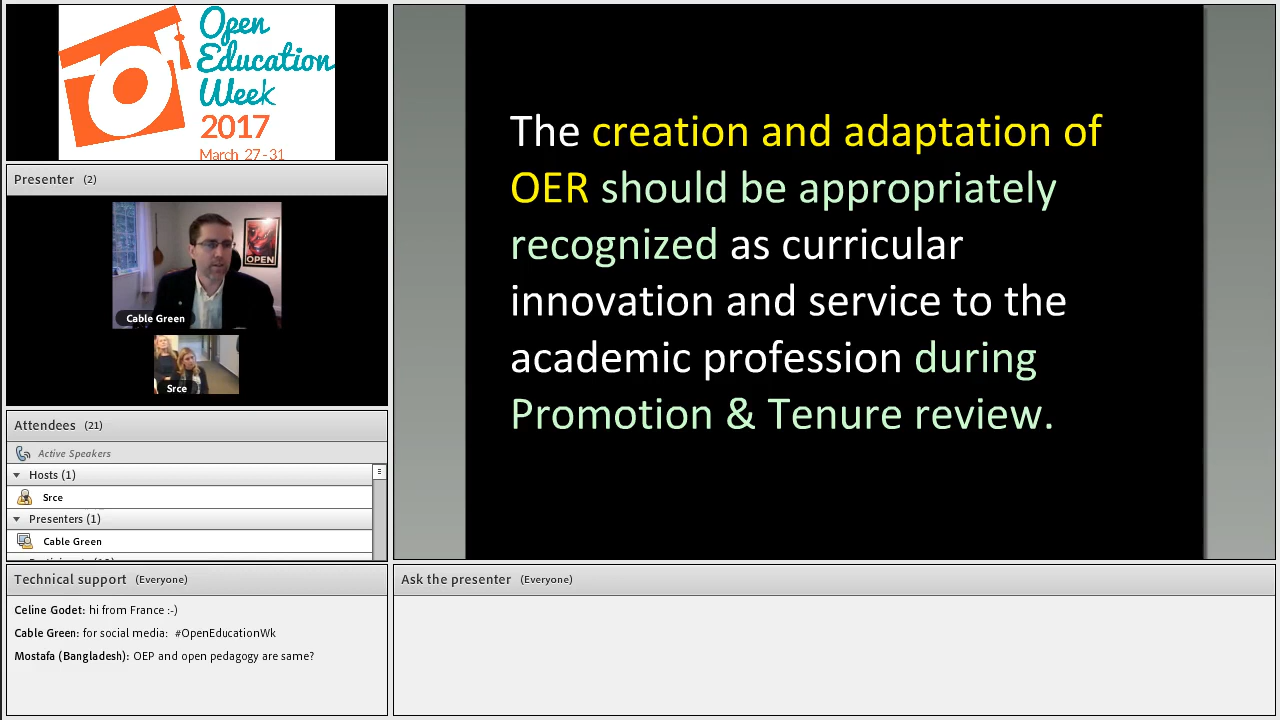 Open
Education
Week
2017
March 27-31
Presenter (2)
OPEN
Cable Green
Srce
Attendees (21)
Active Speakers
Hosts (1)
Srce
Presenters (1)
Cable Green
Technical support (Everyone)
Celine Godet: hi from France :-)
Cable Green: for social media: #OpenEducationWk
Mostafa (Bangladesh): OEP and open pedagogy are same?
The creation and adaptation of
OER should be appropriately
recognized as curricular
innovation and service to the
academic profession during
Promotion & Tenure review.
Ask the presenter (Everyone)